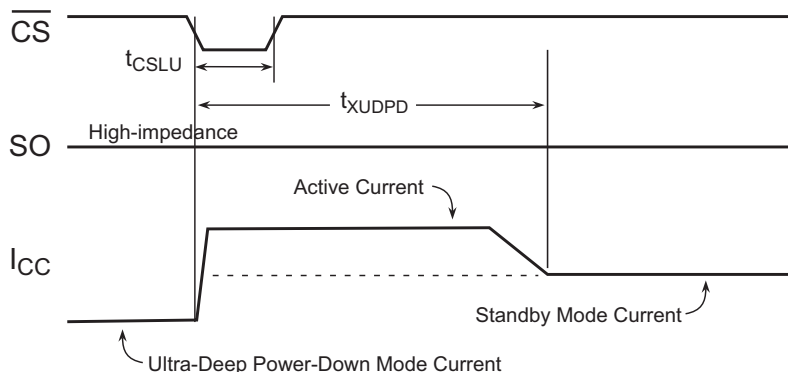 CS
tCSLU
tXUDPD
High-impedance
SO
Active Current
ICC
Standby Mode Current
Ultra-Deep Power-Down Mode Current